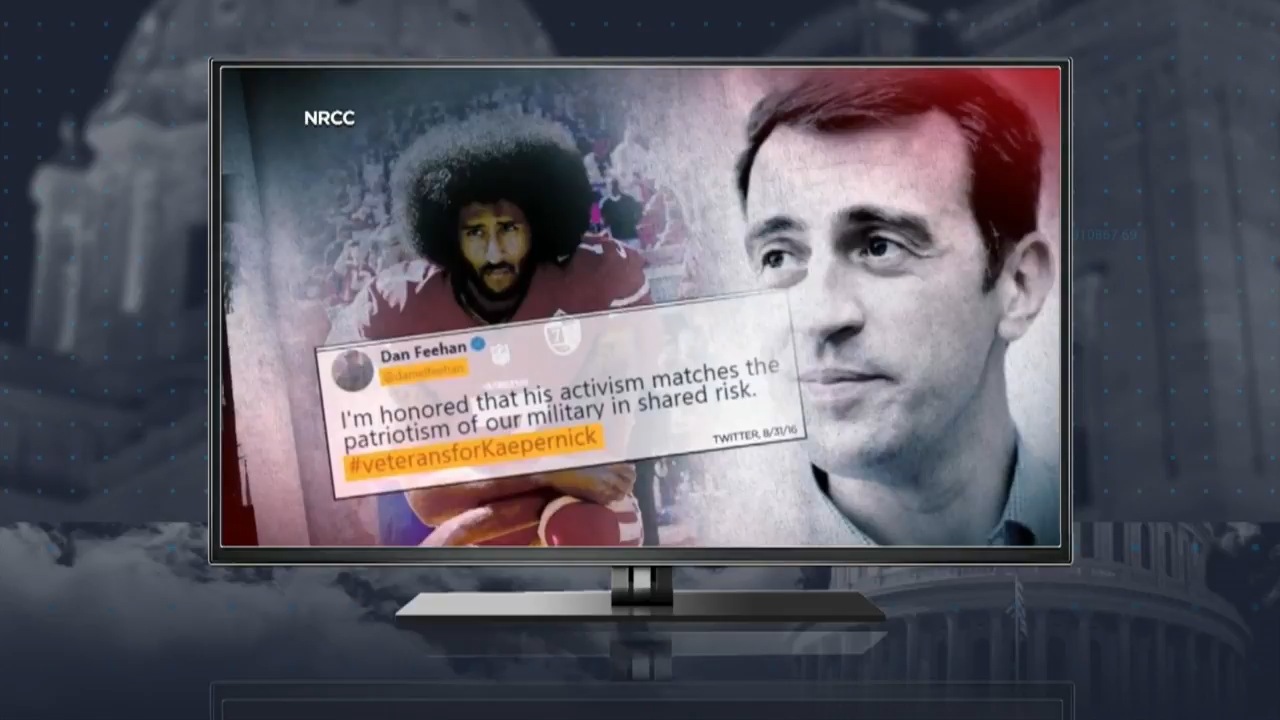 NRCC
Dan Feehan
@danielfeehan
I'm honored that his activism matches the
patriotism of our military in shared risk.
#veteransforKaepernick
TWITTER, 8/31/16